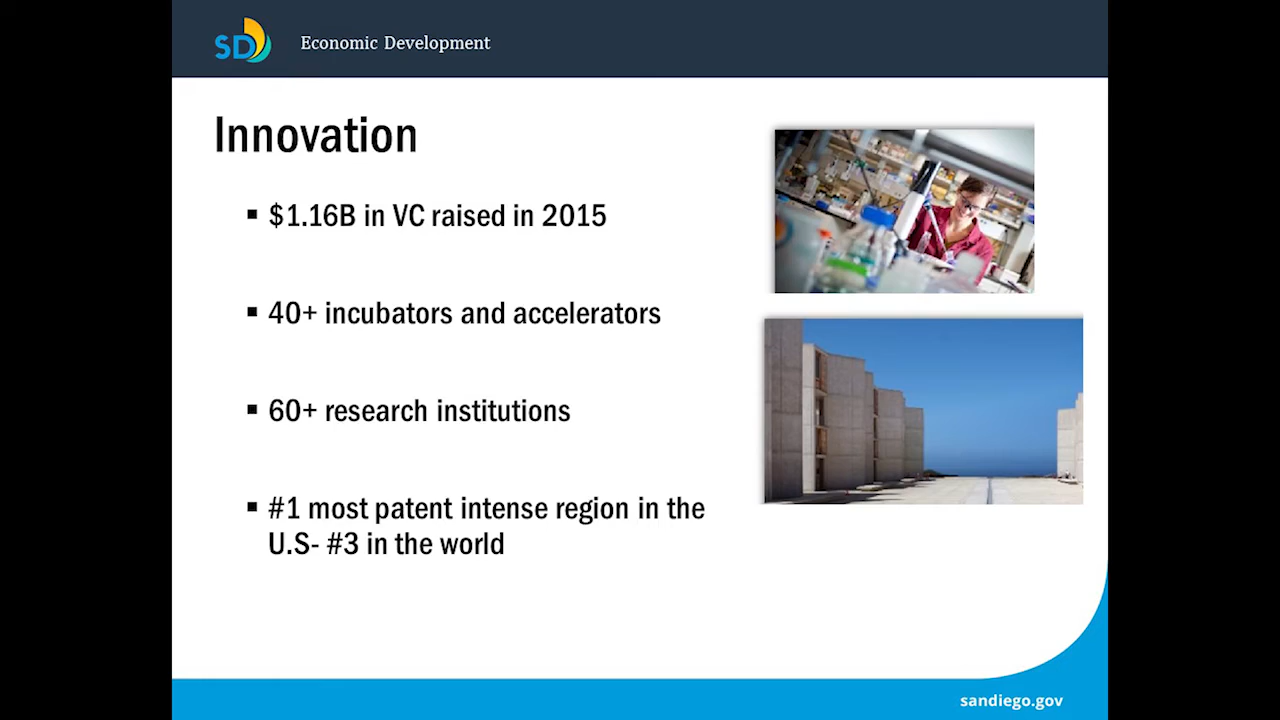 SD
Economic Development
Innovation
▪ $1.16B in VC raised in 2015
▪ 40+ incubators and accelerators
▪ 60+ research institutions
▪ #1 most patent intense region in the
U.S- #3 in the world
sandiego.gov